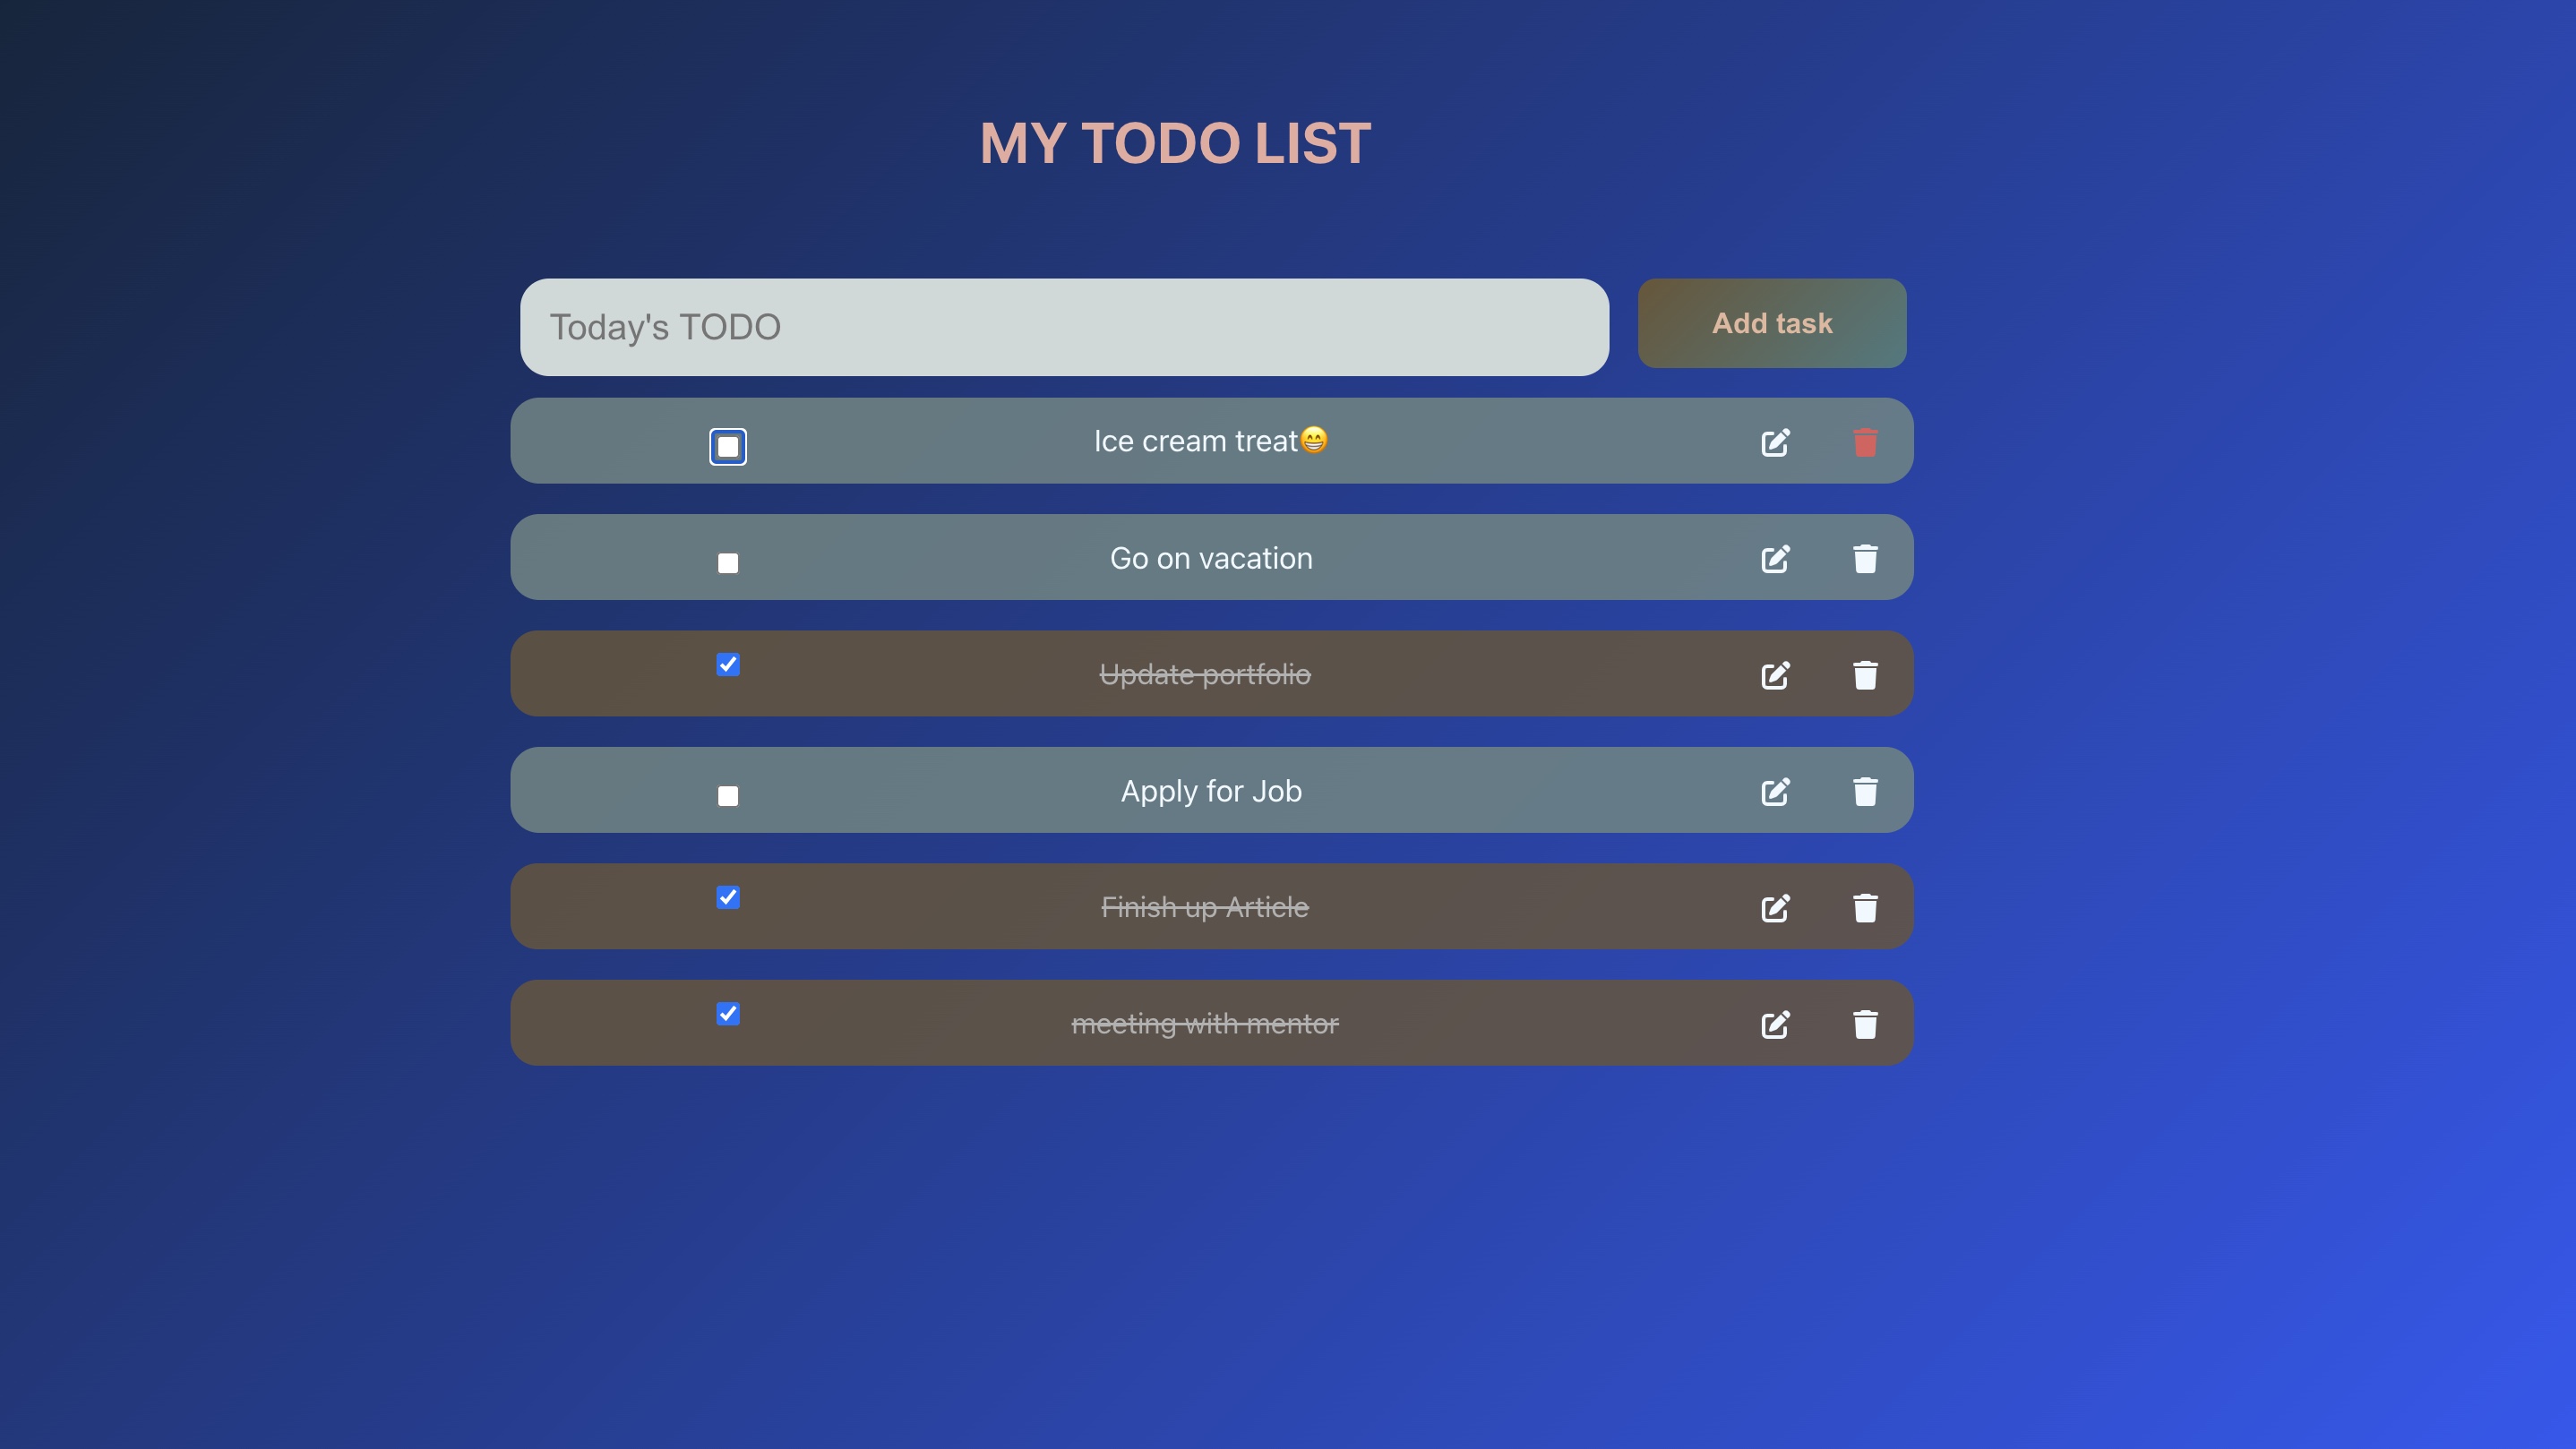 MY TODO LIST
Today's TODO
Add task
Ice cream treat😁
Go on vacation
Update portfolio
Apply for Job
Finish up Article
meeting with mentor